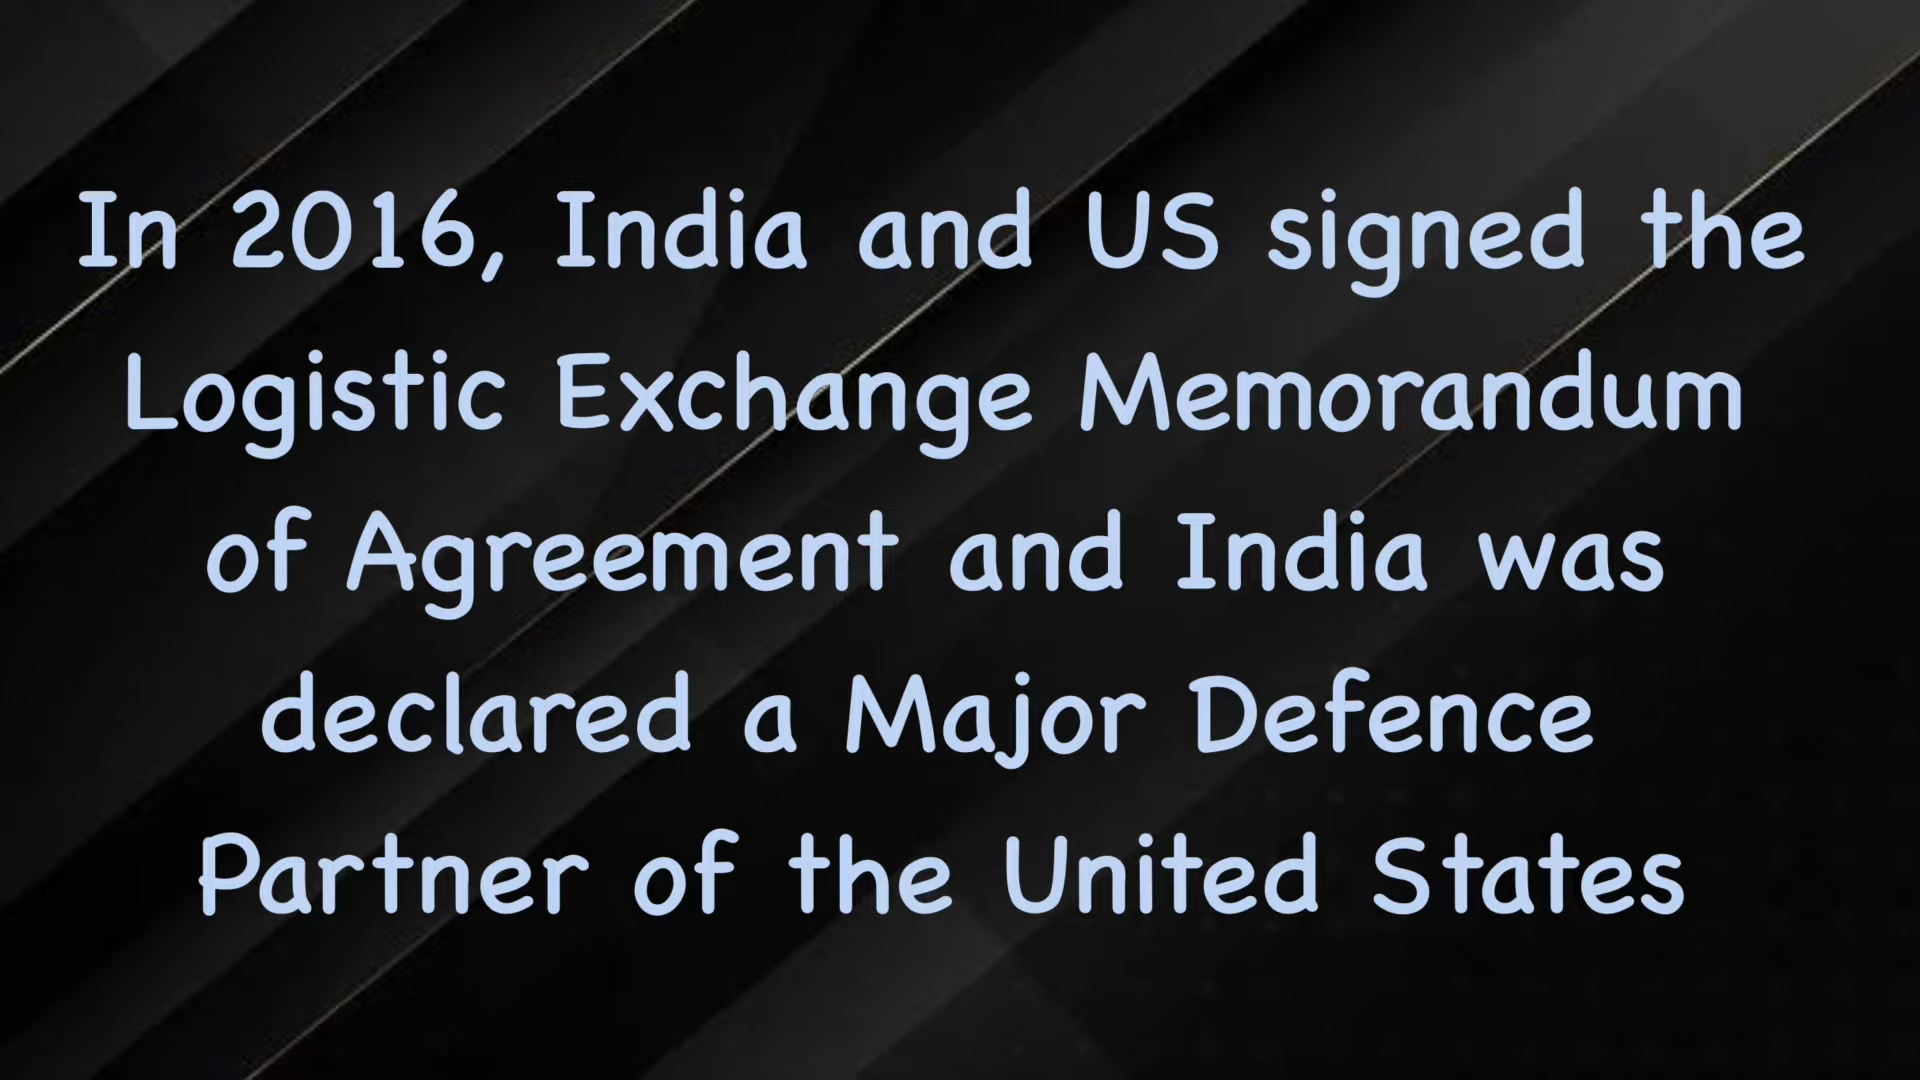 In 2016, India and US signed the
Logistic Exchange Memorandum
of Agreement and India was
declared a Major Defence
Partner of the United States